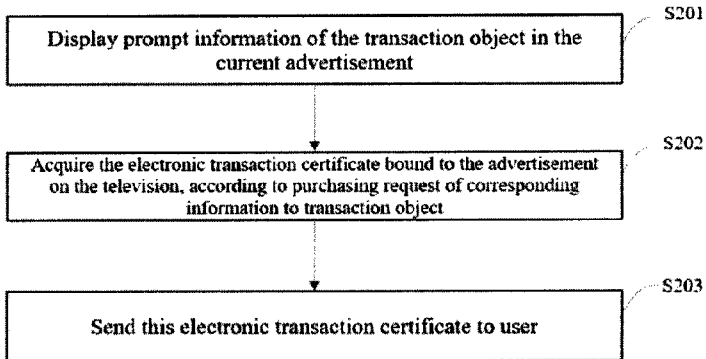 S201
Display prompt information of the transaction object in the
current advertisement
S202
Acquire the electronic transaction certificate bound to the advertisement
on the television, according to purchasing request of corresponding
information to transaction object
S203
Send this electronic transaction certificate to user